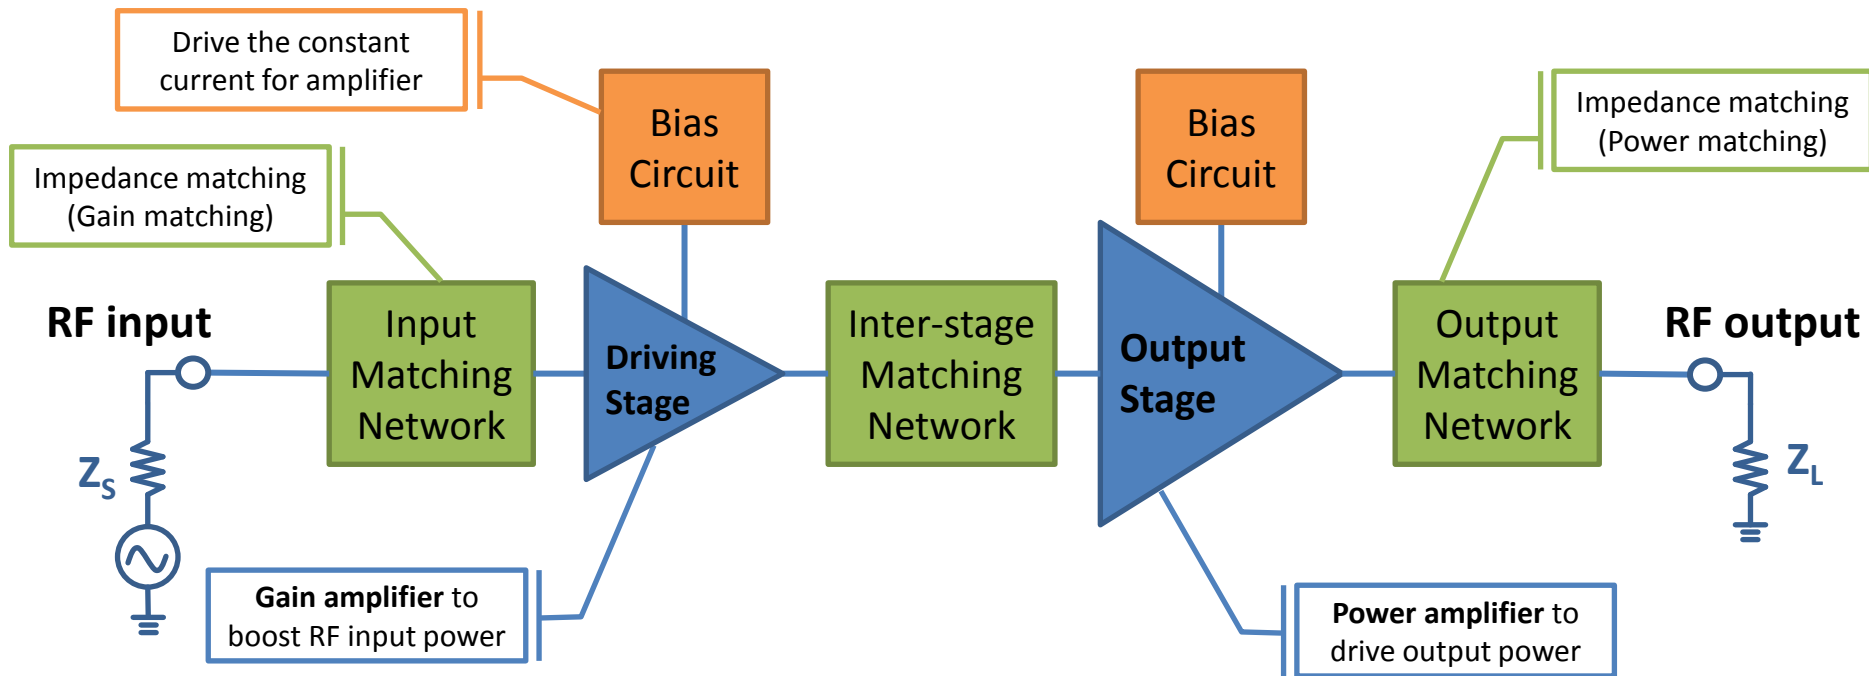 Drive the constant
current for amplifier
Bias
Circuit
Bias
Circuit
Impedance matching
(Power matching)
Impedance matching
(Gain matching)
RF input
Input
Matching
Network
Driving
Stage
Inter-stage
Matching
Network
Output
Stage
Output
Matching
Network
RF output
ZS
ZL
Gain amplifier to
boost RF input power
Power amplifier to
drive output power